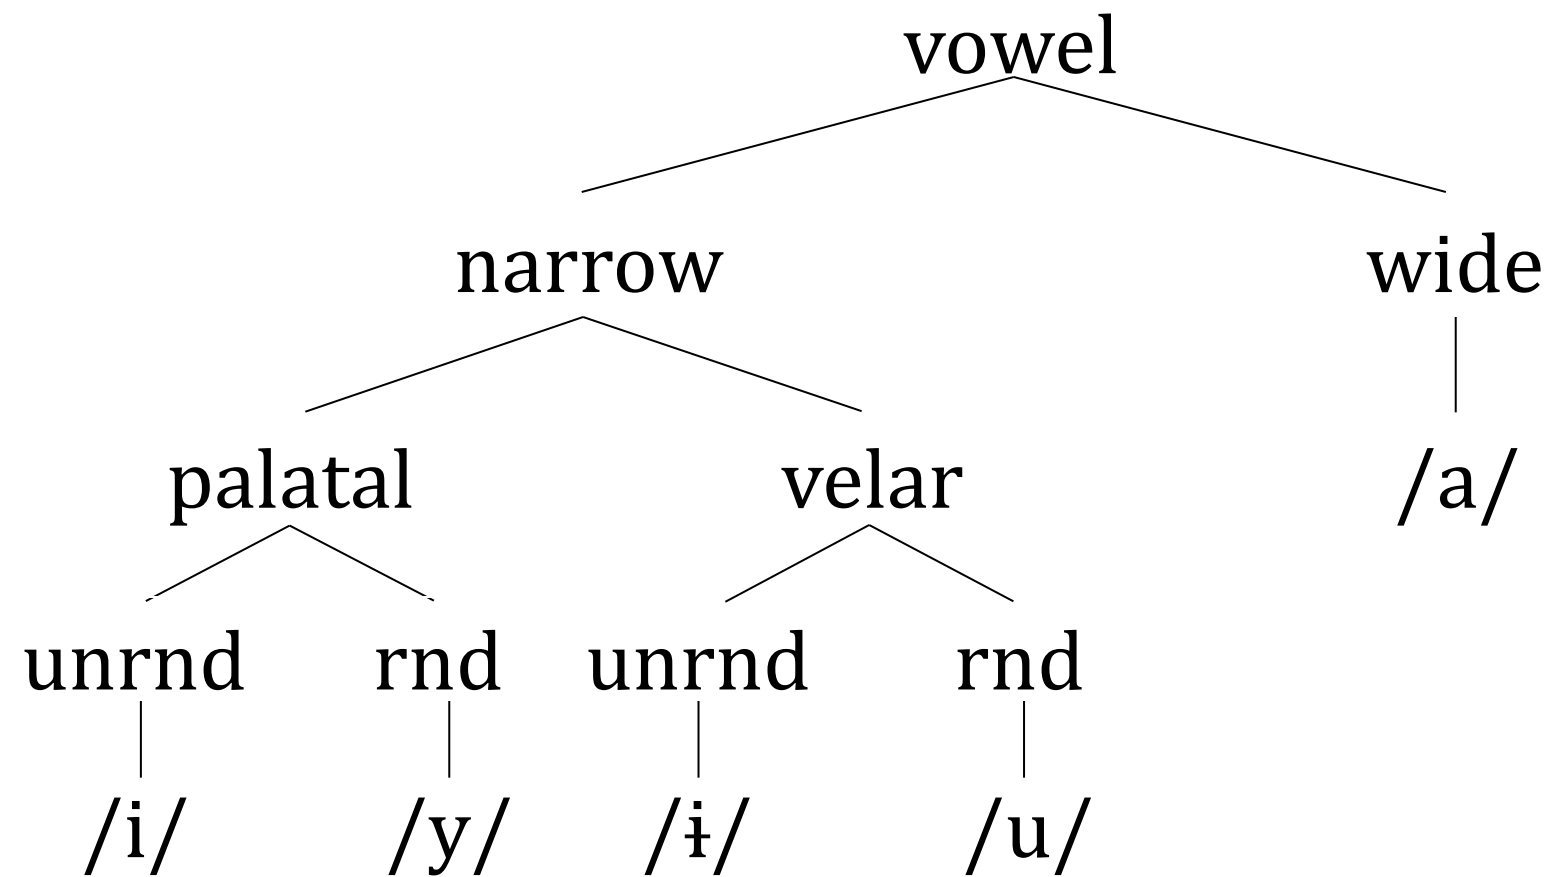 vowel
narrow wide
palatal velar /a/
unrnd rnd unrnd rnd
/i/ /y/ /ɨ/ /u/